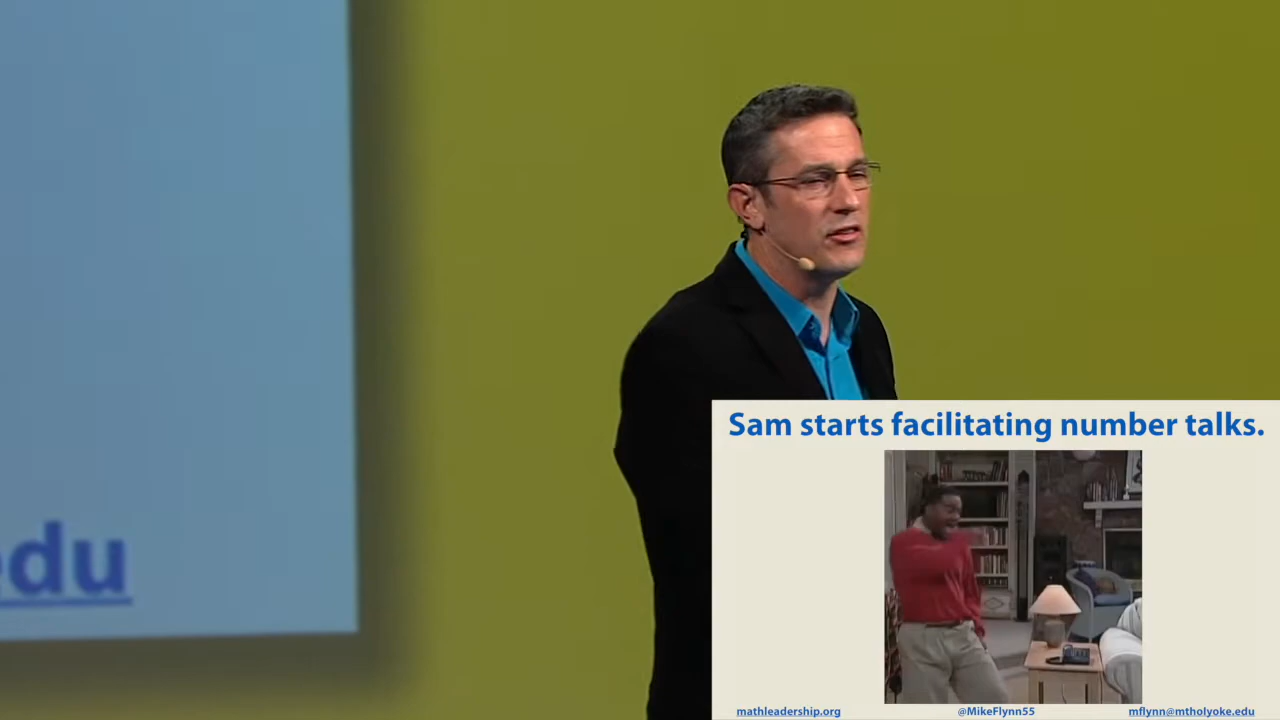 edu
Sam starts facilitating number talks.
mathleadership.org
@MikeFlynn55
mflynn@mtholyoke.edu